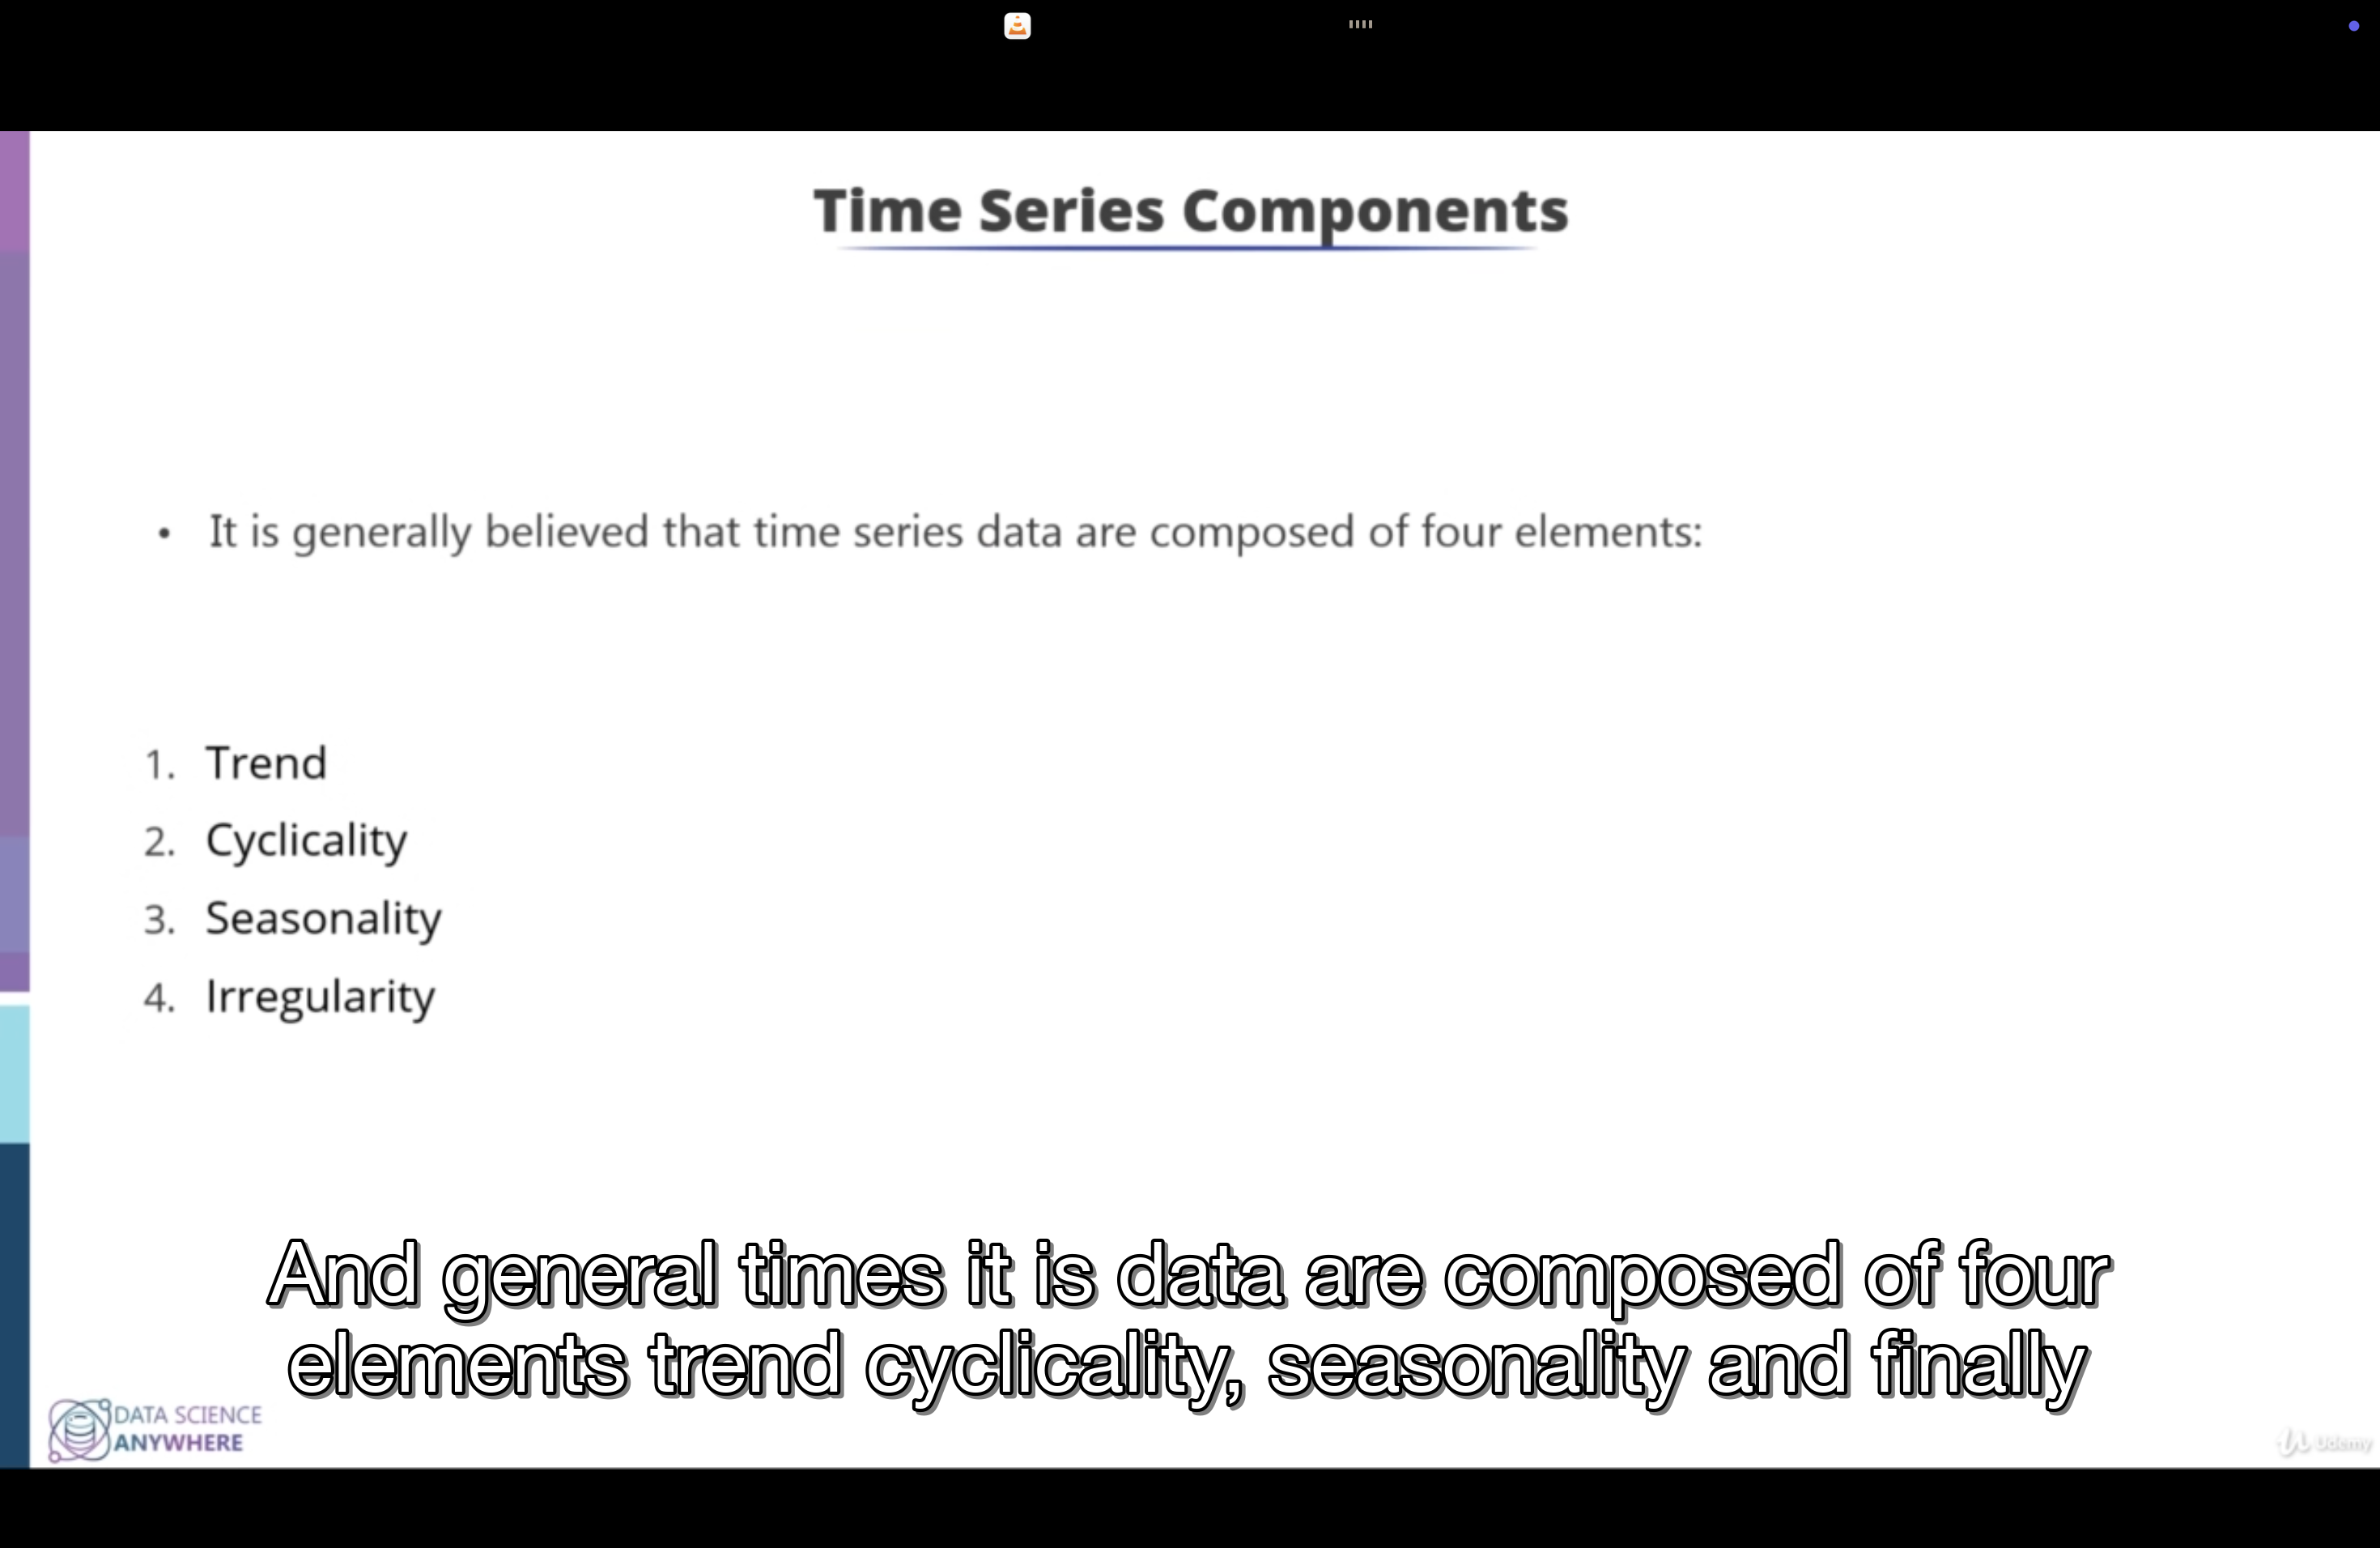 Time Series Components
• It is generally believed that time series data are composed of four elements:
1. Trend
2. Cyclicality
3. Seasonality
4. Irregularity
And general times it is data are composed of four
elements trend cyclicality, seasonality and finally
DATA SCIENCE
ANYWHERE
Udemy